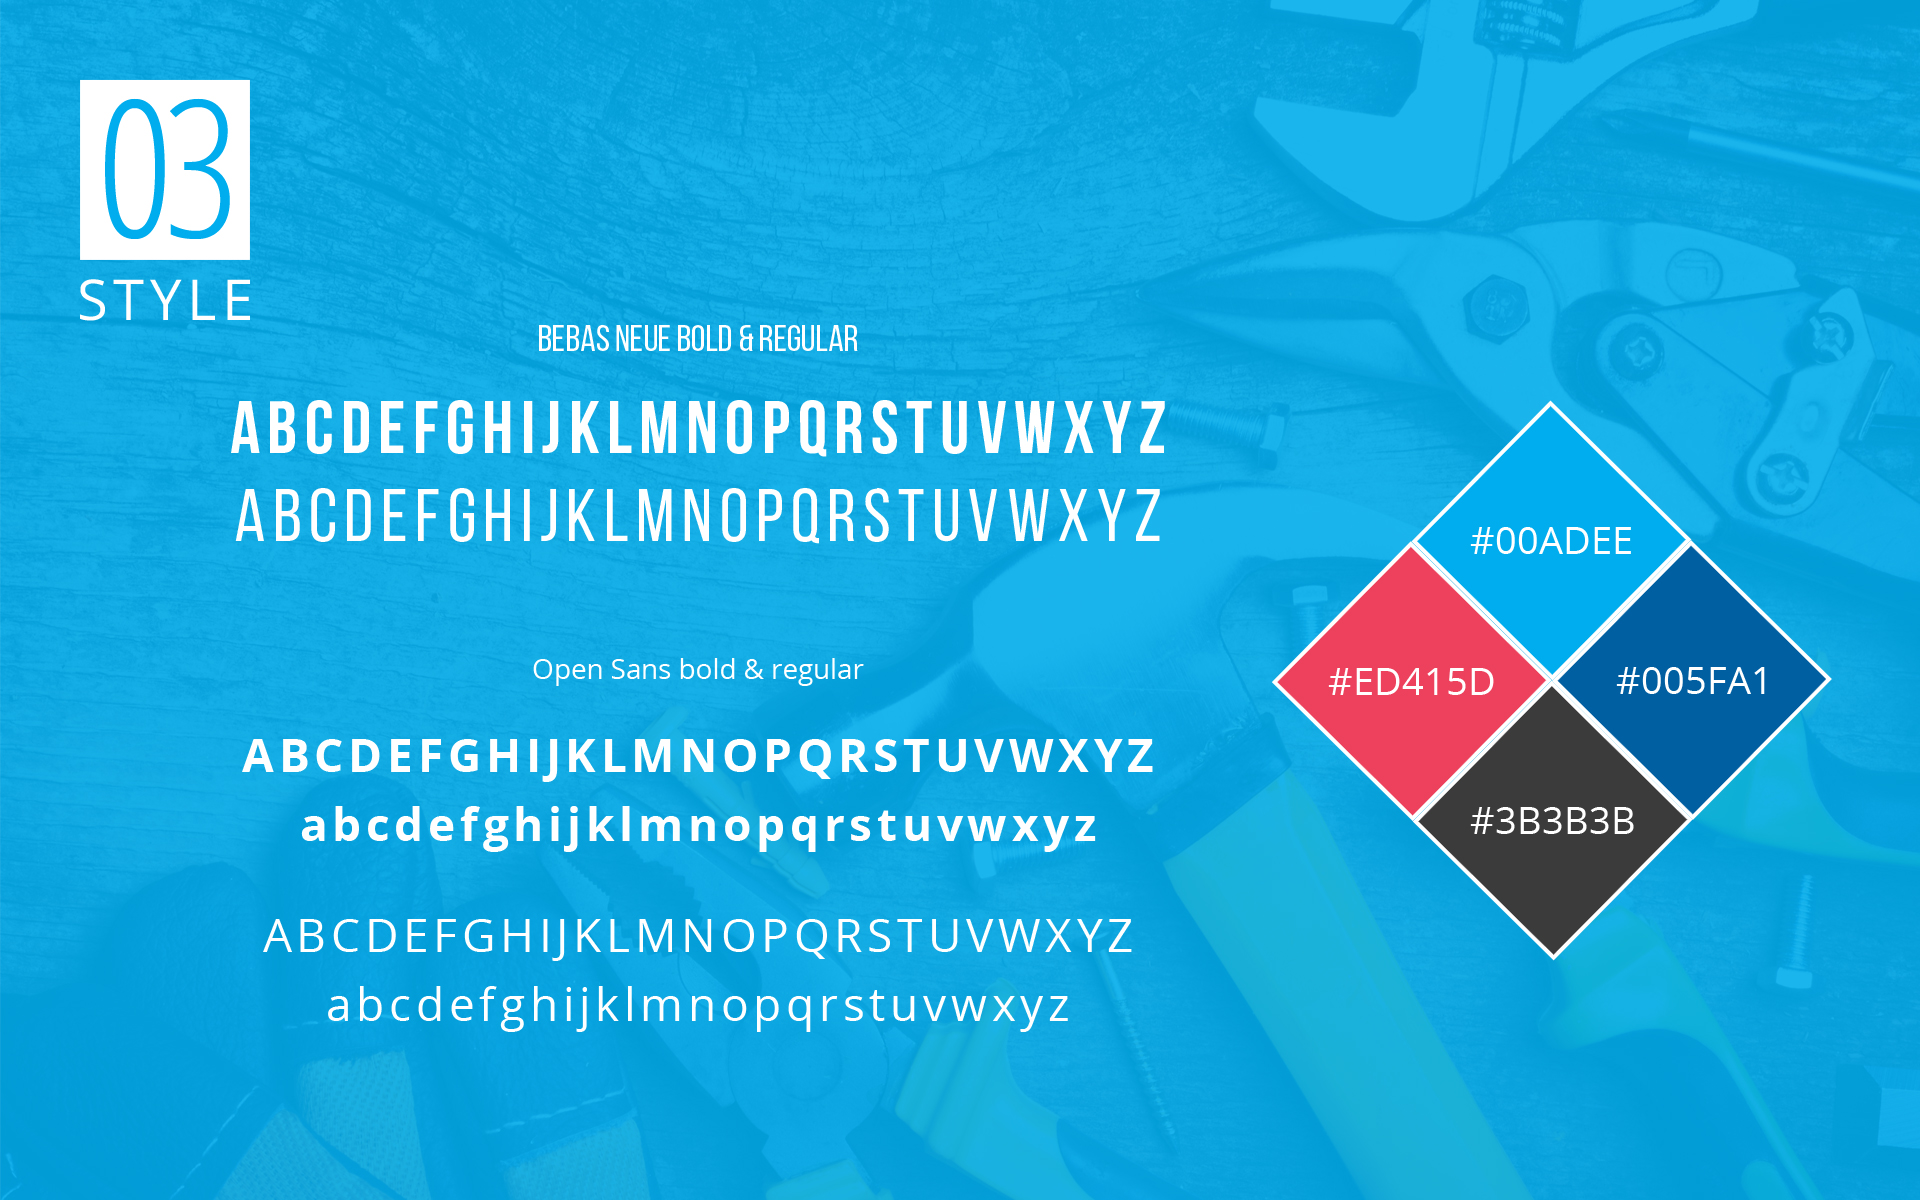 03
STYLE
BEBAS NEUE BOLD & REGULAR
ABCDEFGHIJKLMNOPQRSTUVWXYZ
ABCDEFGHIJKLMNOPQRSTUVWXYZ
Open Sans bold & regular
ABCDEFGHIJKLMNOPQRSTUVWXYZ
abcdefghijklmnopqrstuvwxyz
ABCDEFGHIJKLMNOPQRSTUVWXYZ
abcdefghijklmnopqrstuvwxyz
#00ADEE
#ED415D
#005FA1
#3B3B3B